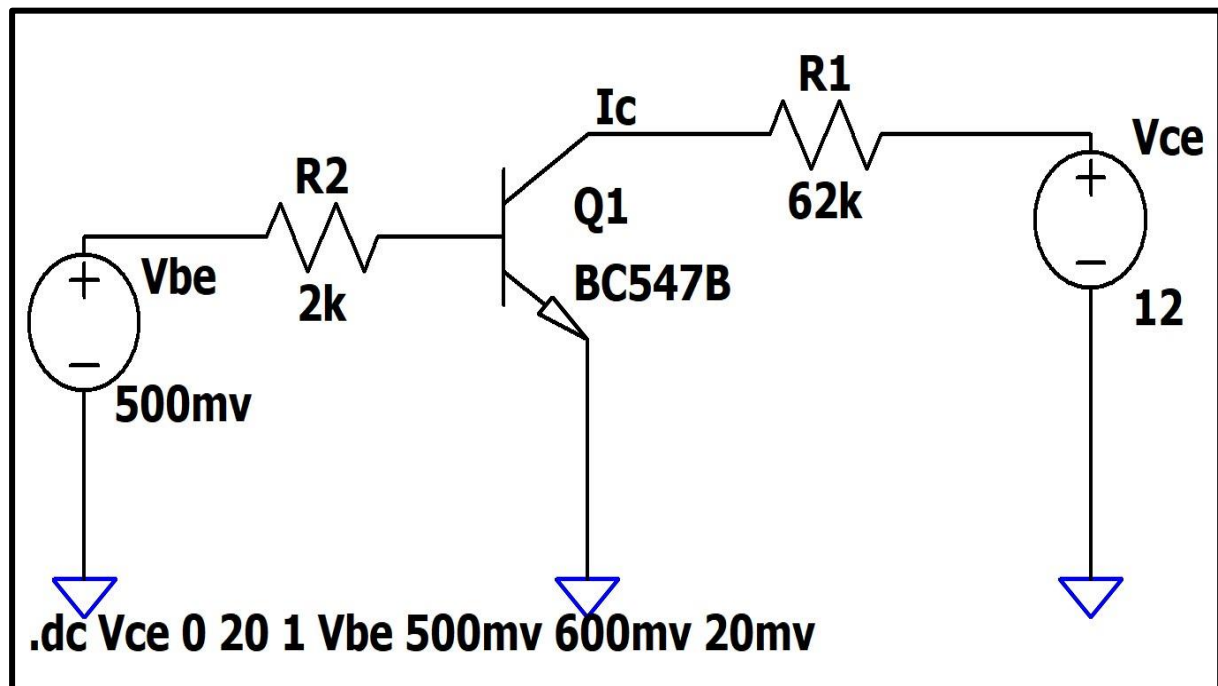 R1
Ic
Vce
R2
Q1
62k
Vbe
BC547B
2k
12
500mv
.dc Vce 0 20 1 Vbe 500mv 600mv 20mv